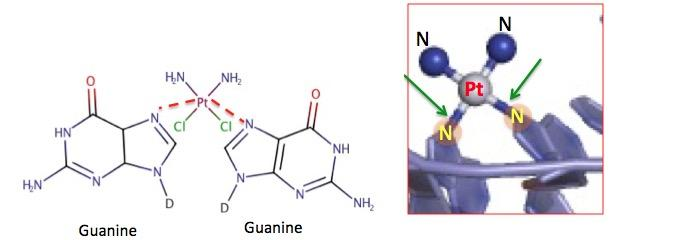 O
H₂N NH₂
Pt
Cl Cl
N
HN
H₂N N N
D
Guanine
O
N
NH
N N NH₂
D
Guanine
N N
Pt
N N